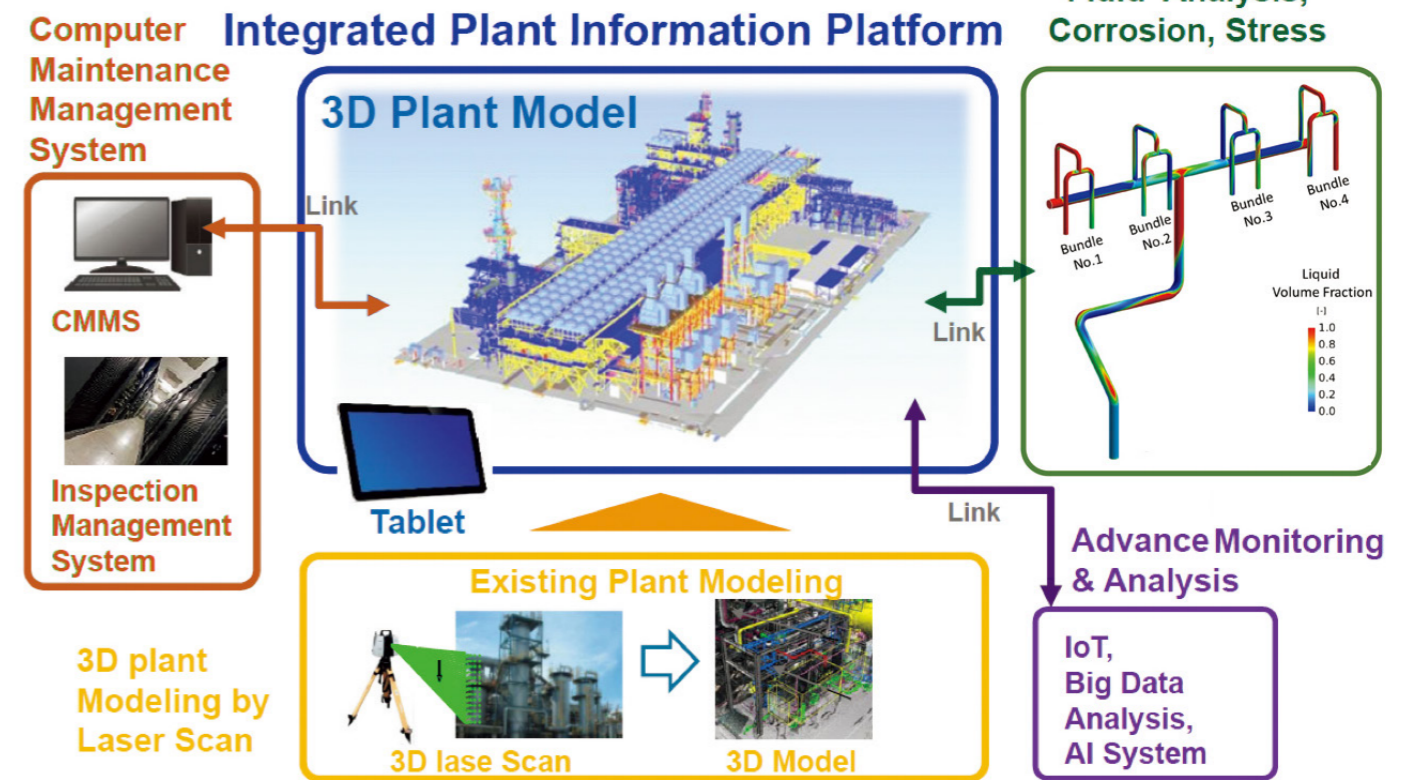 Computer
Maintenance
Management
System
Integrated Plant Information Platform
Corrosion, Stress
3D Plant Model
Link
CMMS
Inspection
Management
System
Tablet
Link
Bundle
No.1
Bundle
No.2
Bundle
No.3
Bundle
No.4
Liquid
Volume Fraction
[-]
1.0
0.8
0.6
0.4
0.2
0.0
Link
Advance Monitoring
& Analysis
IoT,
Big Data
Analysis,
AI System
Existing Plant Modeling
3D plant
Modeling by
Laser Scan
3D lase Scan
3D Model